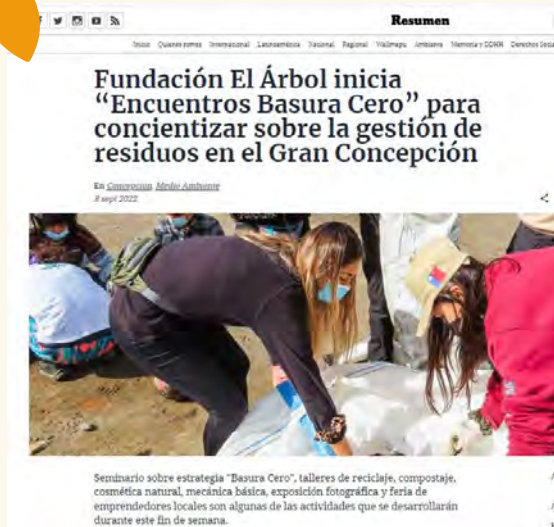 Resumen
Inicio Quienes somos Internacional Latinoamérica Nacional Regional Wallmapu Ambiente Memoria y DDHH Derechos Social
Fundación El Árbol inicia
“Encuentros Basura Cero” para
concientizar sobre la gestión de
residuos en el Gran Concepción
En Concepción, Medio Ambiente
8 sept 2022
Seminario sobre estrategia "Basura Cero", talleres de reciclaje, compostaje,
cosmética natural, mecánica básica, exposición fotográfica y feria de
emprendedores locales son algunas de las actividades que se desarrollarán
durante este fin de semana.